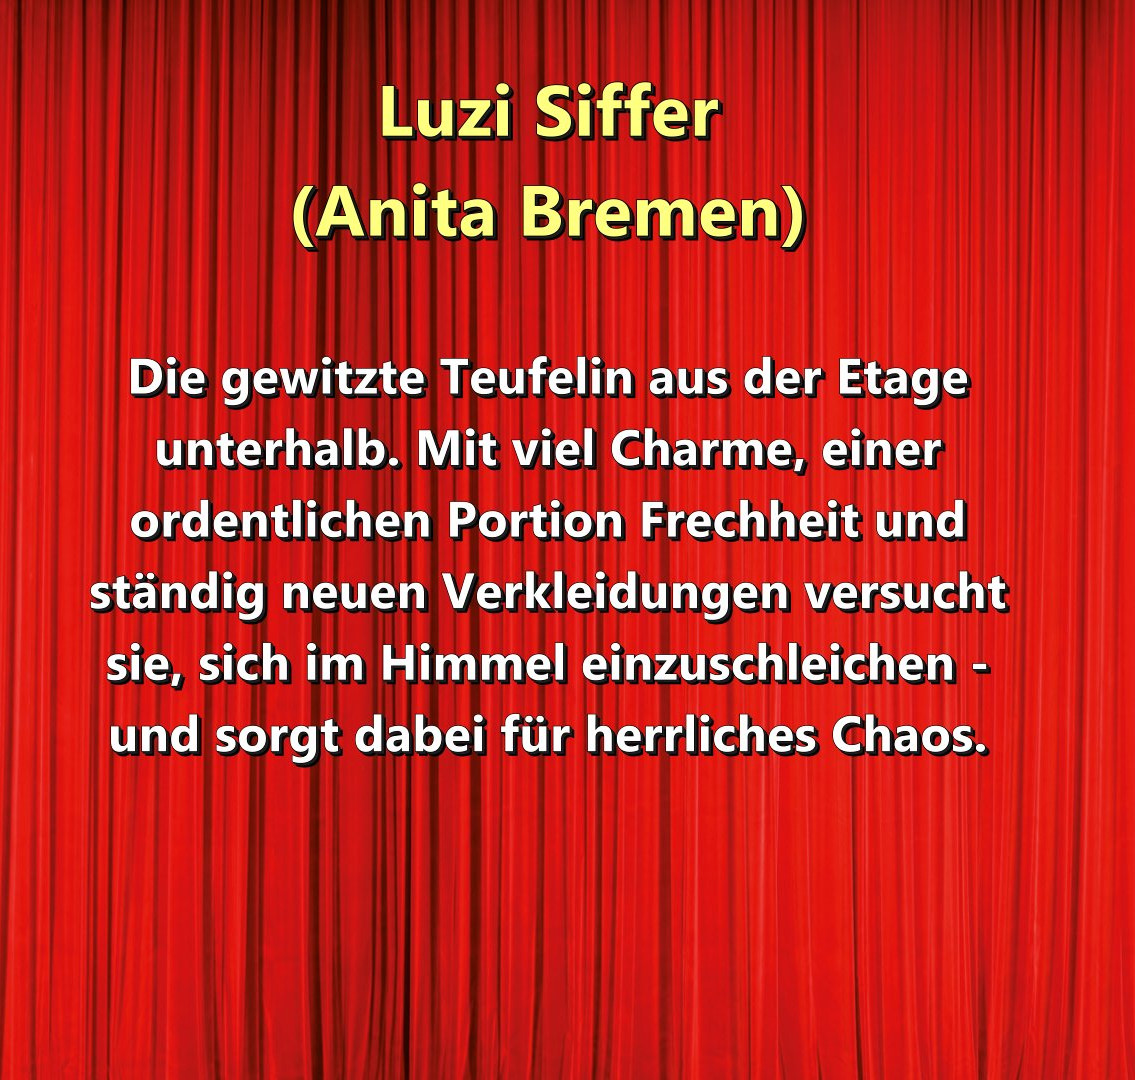 Luzi Siffer
(Anita Bremen)
Die gewitzte Teufelin aus der Etage
unterhalb. Mit viel Charme, einer
ordentlichen Portion Frechheit und
ständig neuen Verkleidungen versucht
sie, sich im Himmel einzuschleichen -
und sorgt dabei für herrliches Chaos.